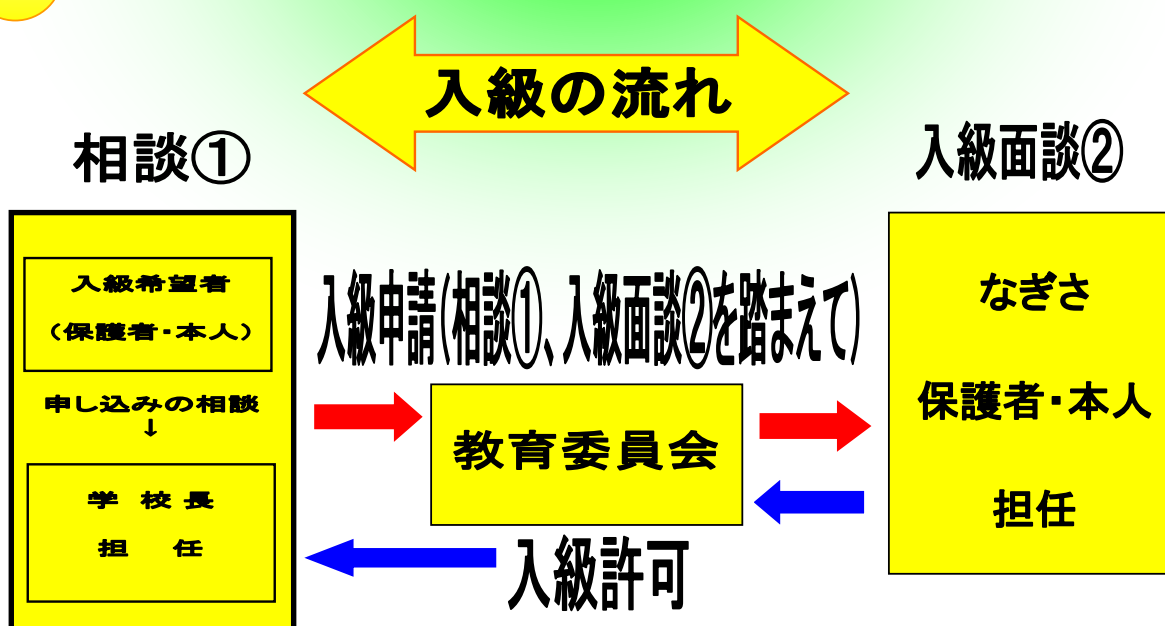 入級の流れ
相談①
入級面談②
入級希望者
(保護者・本人)
申し込みの相談
↓
学校長
担　任
入級申請(相談①、入級面談②を踏まえて)
教育委員会
入級許可
なぎさ
保護者・本人
担任